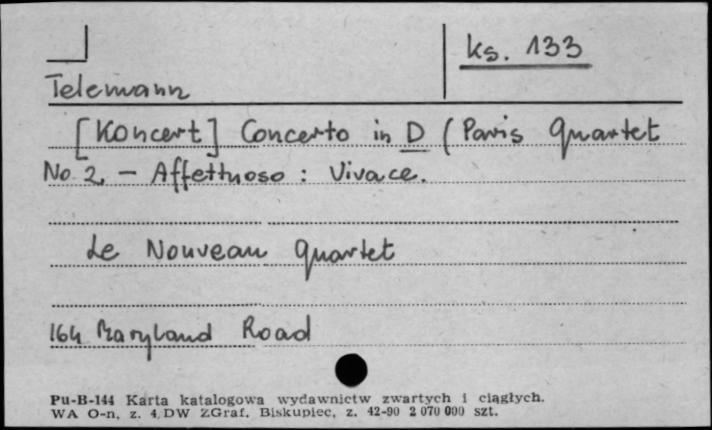 ks. 133
Telemann
[Koncert] Concerto in D ( Paris Quartet
No 2 - Affettuoso : Vivace.
Le Nouveau Quartet
164 Maryland Road
Pu-B-144 Karta katalogowa wydawnictw zwartych i ciągłych.
WA O-n, z. 4, DW ZGraf. Biskupiec, z. 42-90 2 070 000 szt.